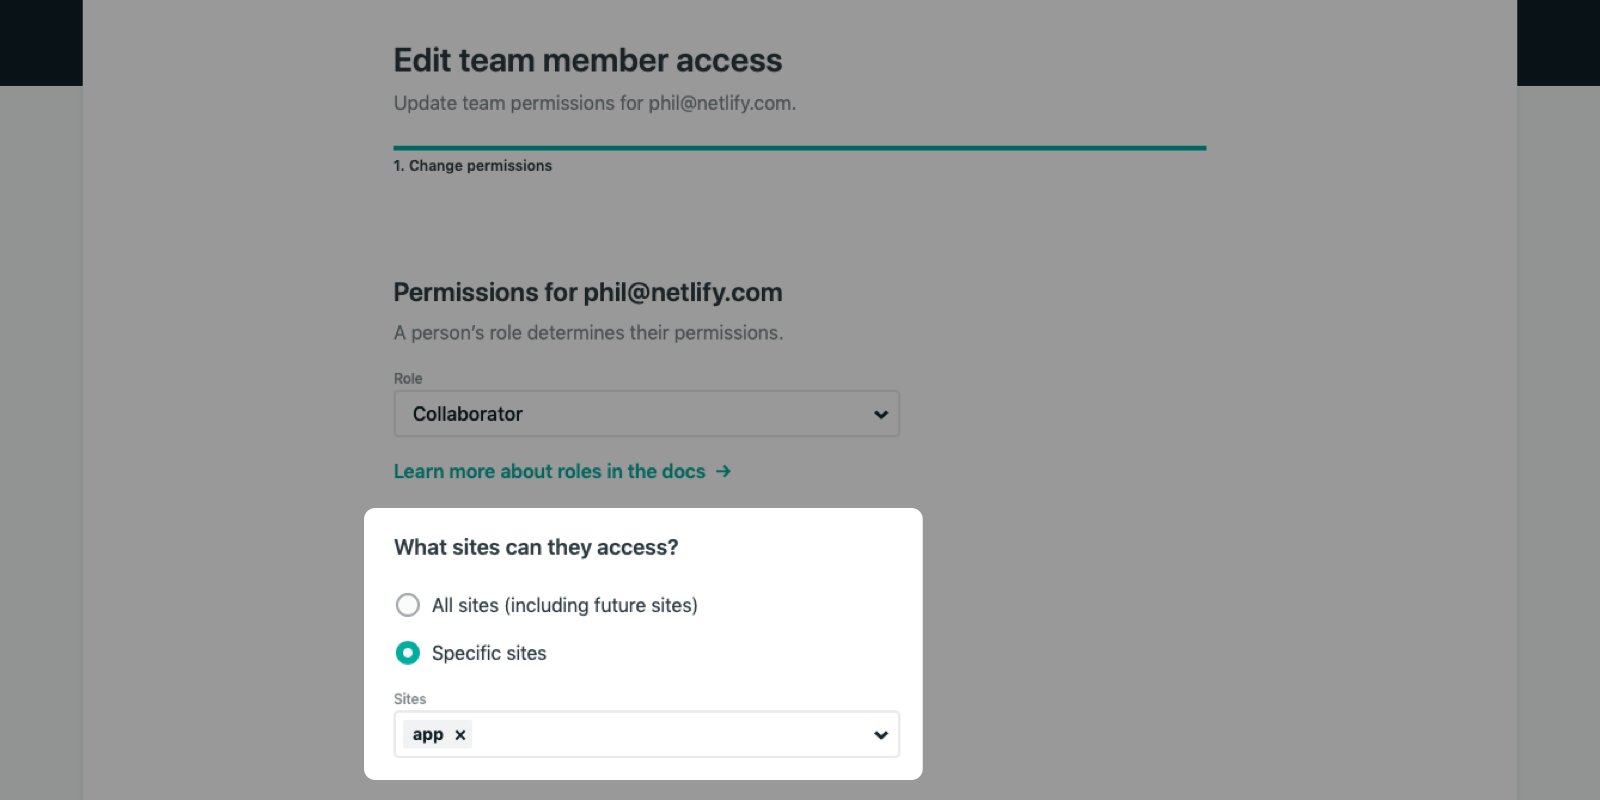 Edit team member access
Update team permissions for phil@netlify.com.
1. Change permissions
Permissions for phil@netlify.com
A person’s role determines their permissions.
Role
Collaborator
Learn more about roles in the docs →
What sites can they access?
All sites (including future sites)
Specific sites
Sites
app ×